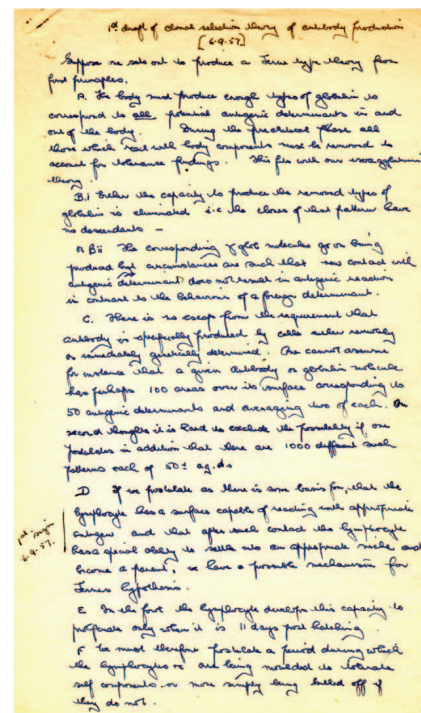 1st draft of clonal selection theory of antibody production
[6.9.57]
Suppose one sets out to produce a Jerne type theory from
first principles.
A. The body must produce enough types of globulin to
correspond to all potential antigenic determinants in and
out of the body. During the prenatal phase all
those which react with body components must be removed to
account for tolerance findings. This fits with our isoagglutinin
theory.
B.i Either the capacity to produce the removed types of
globulin is eliminated i.e. the clones of that pattern have
no descendants —
or Bii The corresponding γ glob molecules go on being
produced but circumstances are such that new contact with
antigenic determinant does not result in antigenic reaction
in contrast to the behaviour of a foreign determinant.
C. There is no escape from the requirement that
antibody is specifically produced by cells either remotely
or immediately genetically determined. One cannot assume
for instance that a given antibody or globulin molecule
has perhaps 100 areas over its surface corresponding to
50 antigenic determinants and averaging two of each. On
second thoughts it is hard to exclude the possibility if one
postulates in addition that there are 1000 different such
patterns each of 50± ag. ds
D If we postulate as there is some basis for, that the
lymphocyte has a surface capable of reacting with appropriate
antigen and that after such contact the lymphocyte
has a special ability to settle into an appropriate niche and
become a parent, we have a possible mechanism for
Jernes hypothesis.
6.9.57.
E In the fowl the lymphocyte develops this capacity to
proliferate only when it is 11 days post hatching.
F We must therefore postulate a period during which
the lymphocytes are being moulded to tolerate
self components or more simply being killed off if
they do not.